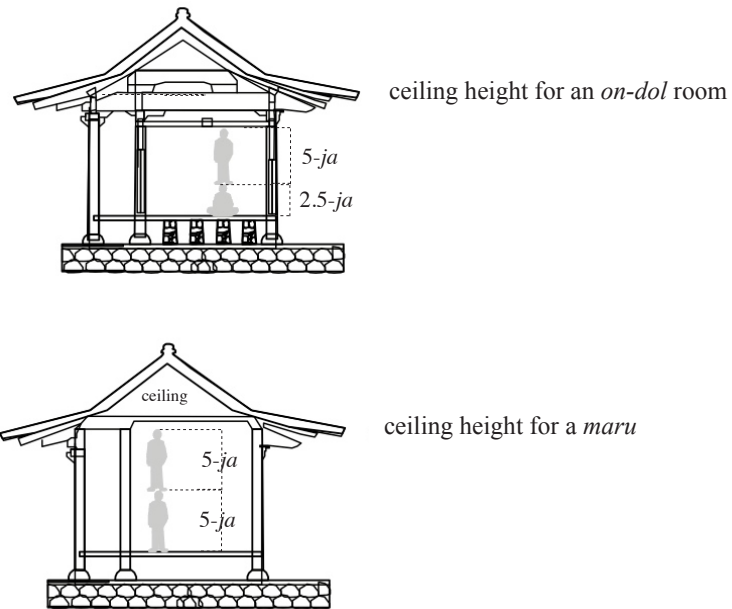 ceiling height for an on-dol room
5-ja
2.5-ja
ceiling
ceiling height for a maru
5-ja
5-ja